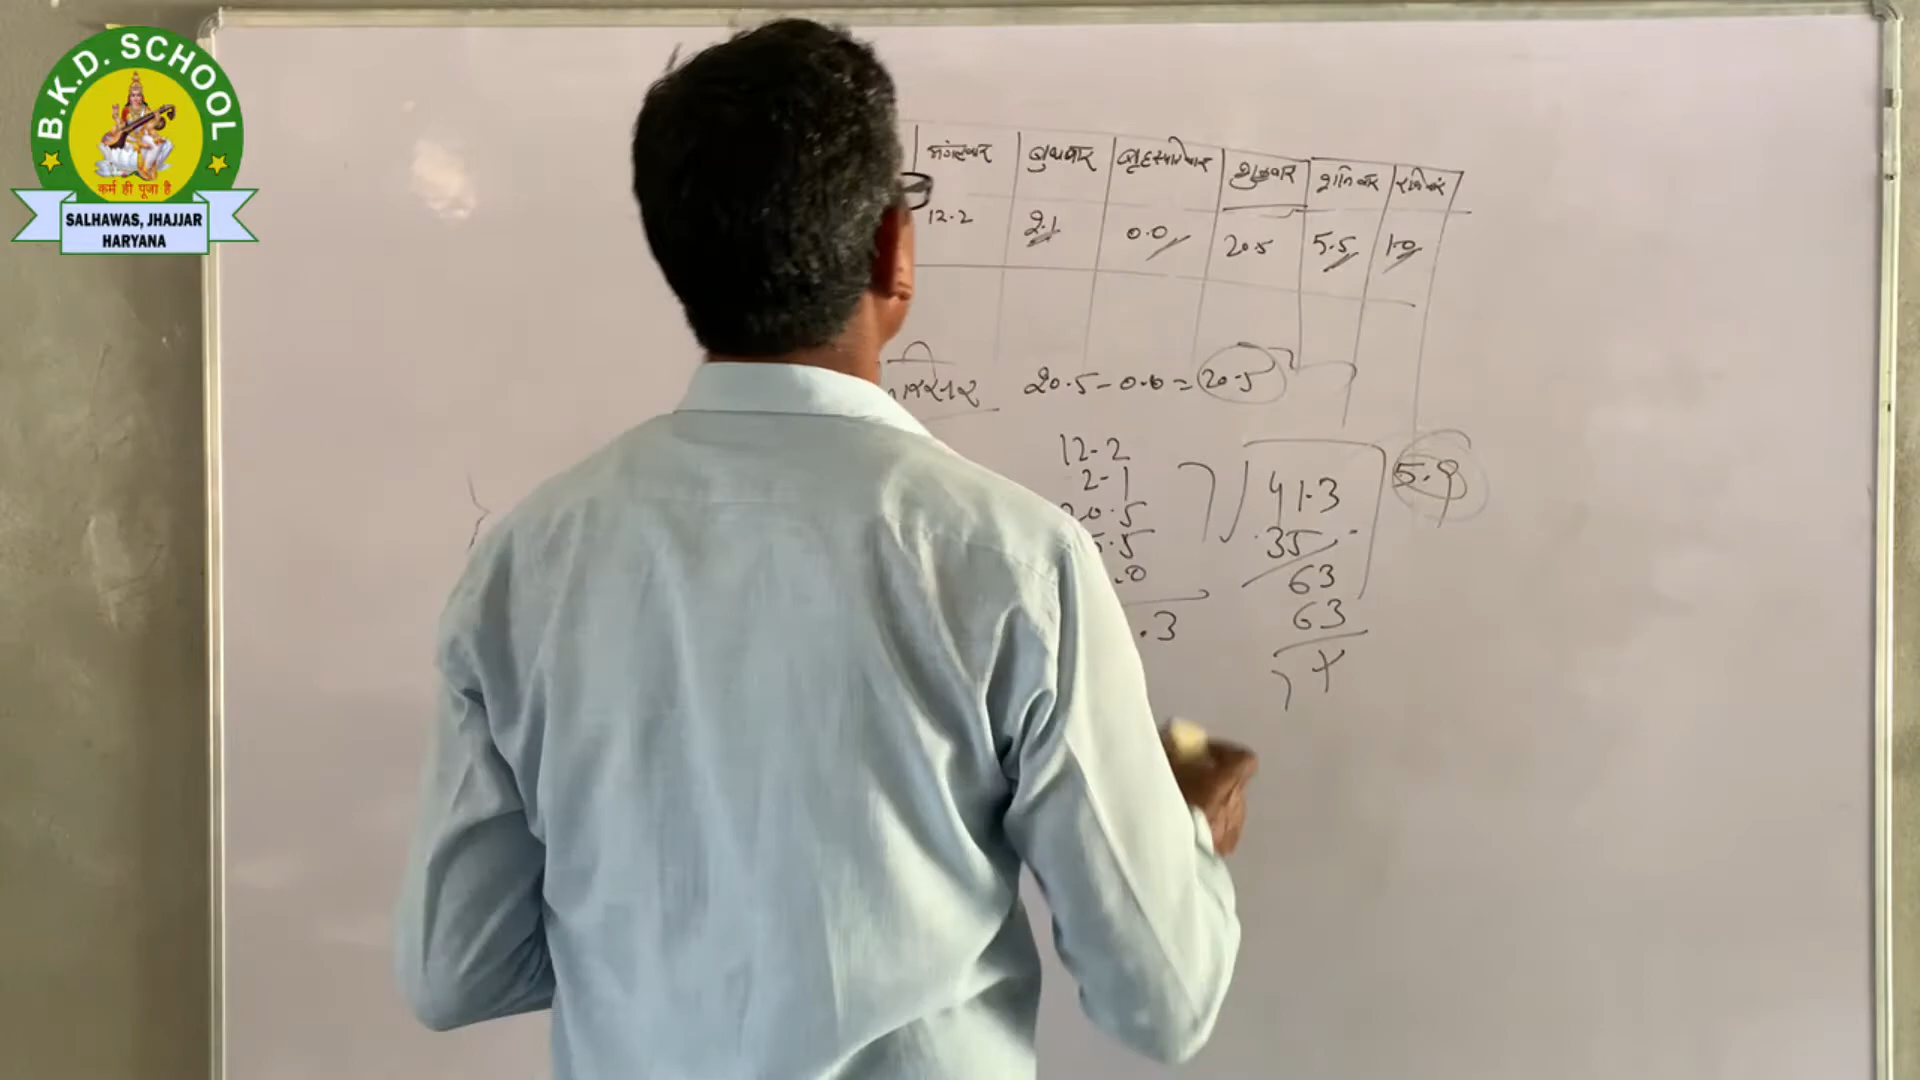 B.K.D. SCHOOL
कर्म ही पूजा है
SALHAWAS, JHAJJAR
HARYANA
मंगलवार बुधवार बृहस्पतिवार शुक्रवार शनिवार रविवार
12.2 2.1 0.0 20.5 5.5 1.0
20.5 - 0.0 = 20.5
12.2
2.1
20.5
5.5
.0
.3
7 41.3 5.9
35
63
63
x